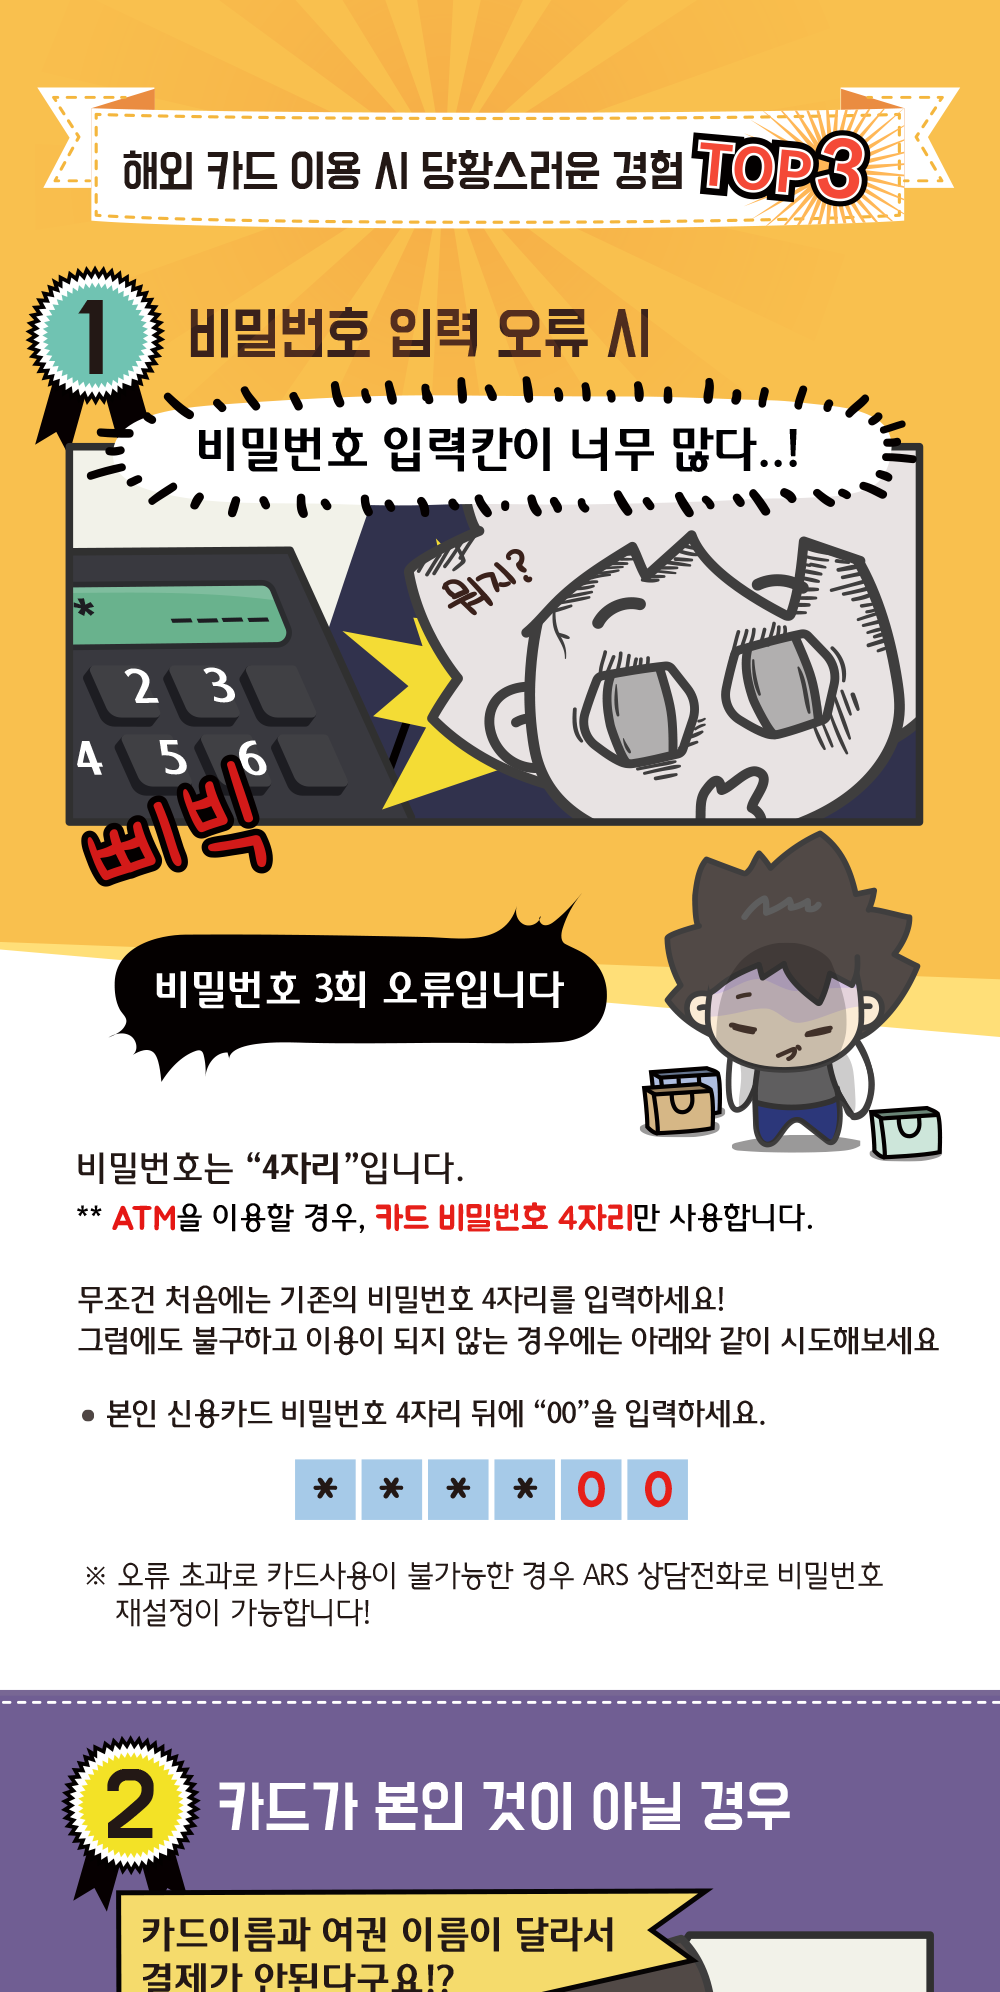 해외 카드 이용 시 당황스러운 경험 TOP3
1 비밀번호 입력 오류 시
비밀번호 입력칸이 너무 많다..!
뭐지?
* ____
2 3
4 5 6
삐빅
비밀번호 3회 오류입니다
비밀번호는 “4자리”입니다.
** ATM을 이용할 경우, 카드 비밀번호 4자리만 사용합니다.
무조건 처음에는 기존의 비밀번호 4자리를 입력하세요!
그럼에도 불구하고 이용이 되지 않는 경우에는 아래와 같이 시도해보세요
● 본인 신용카드 비밀번호 4자리 뒤에 “00”을 입력하세요.
* * * * 0 0
※ 오류 초과로 카드사용이 불가능한 경우 ARS 상담전화로 비밀번호
재설정이 가능합니다!
2 카드가 본인 것이 아닐 경우
카드이름과 여권 이름이 달라서
결제가 안된다구요!?